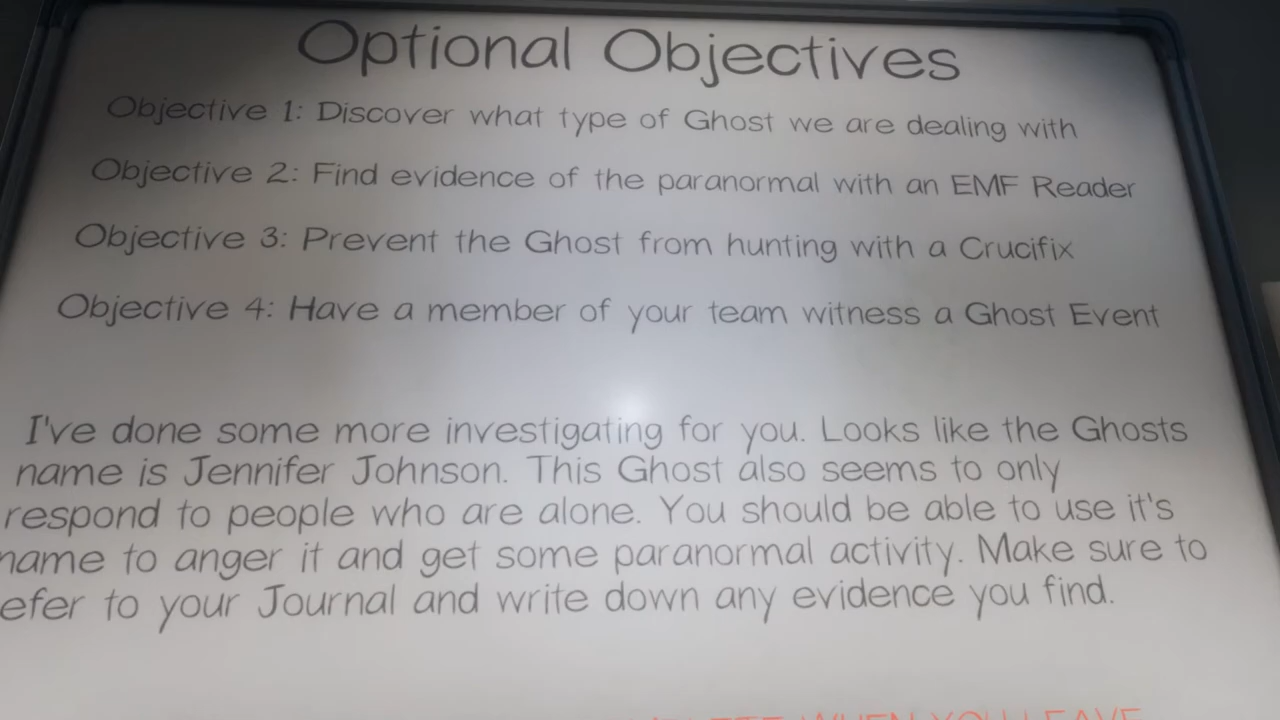 Optional Objectives
Objective 1: Discover what type of Ghost we are dealing with
Objective 2: Find evidence of the paranormal with an EMF Reader
Objective 3: Prevent the Ghost from hunting with a Crucifix
Objective 4: Have a member of your team witness a Ghost Event
I've done some more investigating for you. Looks like the Ghosts
name is Jennifer Johnson. This Ghost also seems to only
respond to people who are alone. You should be able to use it's
name to anger it and get some paranormal activity. Make sure to
efer to your Journal and write down any evidence you find.
WHEN YOU LEAVE